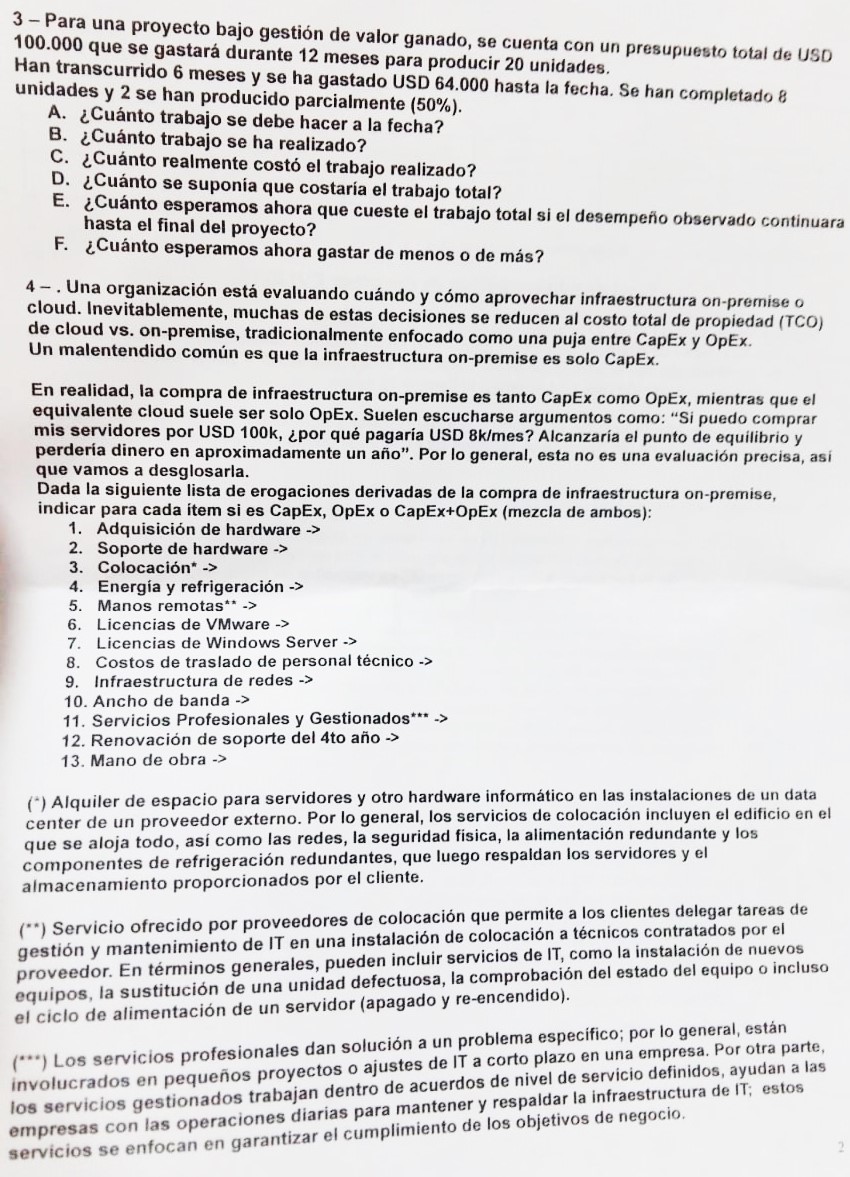 3 – Para una proyecto bajo gestión de valor ganado, se cuenta con un presupuesto total de USD
100.000 que se gastará durante 12 meses para producir 20 unidades.
Han transcurrido 6 meses y se ha gastado USD 64.000 hasta la fecha. Se han completado 8
unidades y 2 se han producido parcialmente (50%).
A. ¿Cuánto trabajo se debe hacer a la fecha?
B. ¿Cuánto trabajo se ha realizado?
C. ¿Cuánto realmente costó el trabajo realizado?
D. ¿Cuánto se suponía que costaría el trabajo total?
E. ¿Cuánto esperamos ahora que cueste el trabajo total si el desempeño observado continuara
hasta el final del proyecto?
F. ¿Cuánto esperamos ahora gastar de menos o de más?
4 – . Una organización está evaluando cuándo y cómo aprovechar infraestructura on-premise o
cloud. Inevitablemente, muchas de estas decisiones se reducen al costo total de propiedad (TCO)
de cloud vs. on-premise, tradicionalmente enfocado como una puja entre CapEx y OpEx.
Un malentendido común es que la infraestructura on-premise es solo CapEx.
En realidad, la compra de infraestructura on-premise es tanto CapEx como OpEx, mientras que el
equivalente cloud suele ser solo OpEx. Suelen escucharse argumentos como: “Si puedo comprar
mis servidores por USD 100k, ¿por qué pagaría USD 8k/mes? Alcanzaría el punto de equilibrio y
perdería dinero en aproximadamente un año”. Por lo general, esta no es una evaluación precisa, así
que vamos a desglosarla.
Dada la siguiente lista de erogaciones derivadas de la compra de infraestructura on-premise,
indicar para cada ítem si es CapEx, OpEx o CapEx+OpEx (mezcla de ambos):
1. Adquisición de hardware ->
2. Soporte de hardware ->
3. Colocación* ->
4. Energía y refrigeración ->
5. Manos remotas** ->
6. Licencias de VMware ->
7. Licencias de Windows Server ->
8. Costos de traslado de personal técnico ->
9. Infraestructura de redes ->
10. Ancho de banda ->
11. Servicios Profesionales y Gestionados*** ->
12. Renovación de soporte del 4to año ->
13. Mano de obra ->
(*) Alquiler de espacio para servidores y otro hardware informático en las instalaciones de un data
center de un proveedor externo. Por lo general, los servicios de colocación incluyen el edificio en el
que se aloja todo, así como las redes, la seguridad física, la alimentación redundante y los
componentes de refrigeración redundantes, que luego respaldan los servidores y el
almacenamiento proporcionados por el cliente.
(**) Servicio ofrecido por proveedores de colocación que permite a los clientes delegar tareas de
gestión y mantenimiento de IT en una instalación de colocación a técnicos contratados por el
proveedor. En términos generales, pueden incluir servicios de IT, como la instalación de nuevos
equipos, la sustitución de una unidad defectuosa, la comprobación del estado del equipo o incluso
el ciclo de alimentación de un servidor (apagado y re-encendido).
(***) Los servicios profesionales dan solución a un problema específico; por lo general, están
involucrados en pequeños proyectos o ajustes de IT a corto plazo en una empresa. Por otra parte,
los servicios gestionados trabajan dentro de acuerdos de nivel de servicio definidos, ayudan a las
empresas con las operaciones diarias para mantener y respaldar la infraestructura de IT; estos
servicios se enfocan en garantizar el cumplimiento de los objetivos de negocio.
2